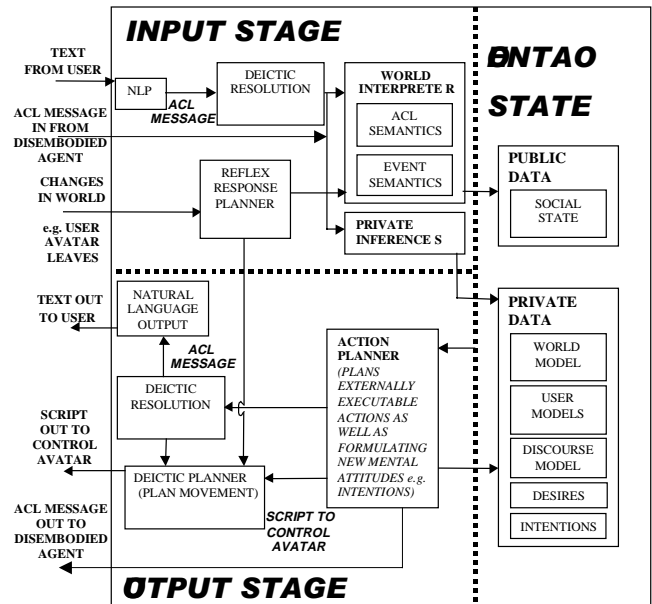 INPUT STAGE
TEXT
FROM USER
NLP
ACL
MESSAGE
DEICTIC
RESOLUTION
WORLD
INTERPRETE R
ACL
SEMANTICS
EVENT
SEMANTICS
ACL MESSAGE
IN FROM
DISEMBODIED
AGENT
CHANGES
IN WORLD
e.g. USER
AVATAR
LEAVES
REFLEX
RESPONSE
PLANNER
PRIVATE
INFERENCE S
ØNTAO
STATE
PUBLIC
DATA
SOCIAL
STATE
PRIVATE
DATA
WORLD
MODEL
USER
MODELS
DISCOURSE
MODEL
DESIRES
INTENTIONS
TEXT OUT
TO USER
NATURAL
LANGUAGE
OUTPUT
ACL
MESSAGE
DEICTIC
RESOLUTION
ACTION
PLANNER
(PLANS
EXTERNALLY
EXECUTABLE
ACTIONS AS
WELL AS
FORMULATING
NEW MENTAL
ATTITUDES e.g.
INTENTIONS)
SCRIPT
OUT TO
CONTROL
AVATAR
DEICTIC PLANNER
(PLAN MOVEMENT)
SCRIPT TO
CONTROL
AVATAR
ACL MESSAGE
OUT TO
DISEMBODIED
AGENT
OUTPUT STAGE